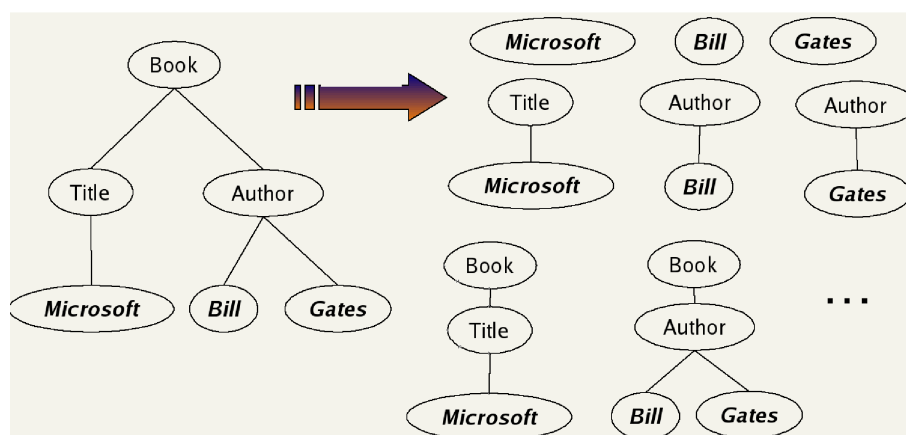 Book
Title Author
Microsoft Bill Gates
Microsoft Bill Gates
Title Author Author
Microsoft Bill Gates
Book Book
Title Author
Microsoft Bill Gates
...